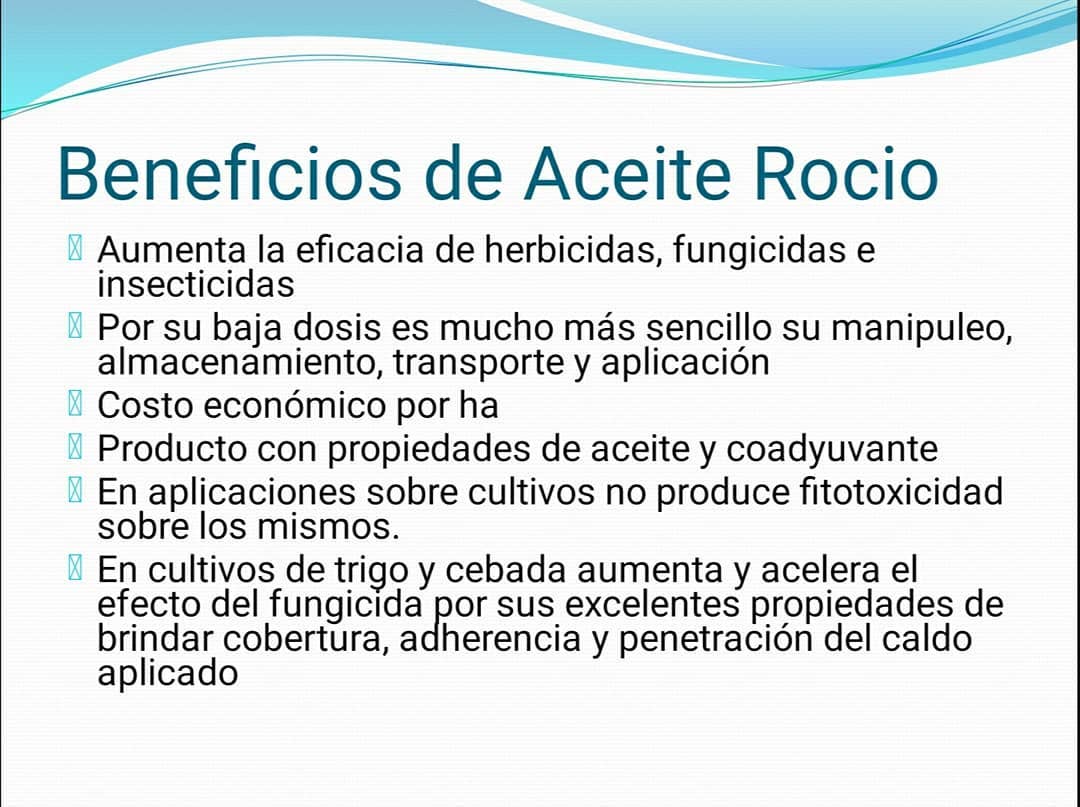 Beneficios de Aceite Rocio
Aumenta la eficacia de herbicidas, fungicidas e
insecticidas
Por su baja dosis es mucho más sencillo su manipuleo,
almacenamiento, transporte y aplicación
Costo económico por ha
Producto con propiedades de aceite y coadyuvante
En aplicaciones sobre cultivos no produce fitotoxicidad
sobre los mismos.
En cultivos de trigo y cebada aumenta y acelera el
efecto del fungicida por sus excelentes propiedades de
brindar cobertura, adherencia y penetración del caldo
aplicado